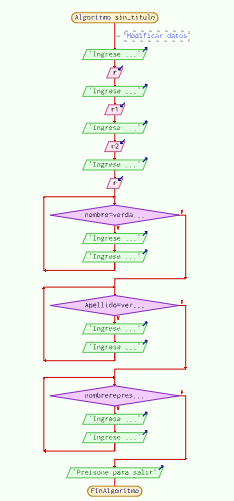 Algoritmo sin_titulo
'Modificar datos
'Ingrese ...'
r
'Ingrese ...'
r1
'Ingrese ...'
r2
'Ingrese ...'
r
nombre=verda...
F
V
'Ingrese ...'
'Ingrese ...'
Apellido=ver...
F
V
'Ingrese ...'
'Ingrese ...'
nombrerepres...
F
V
'Ingrese ...'
'Ingrese ...'
'Preisone para salir'
FinAlgoritmo